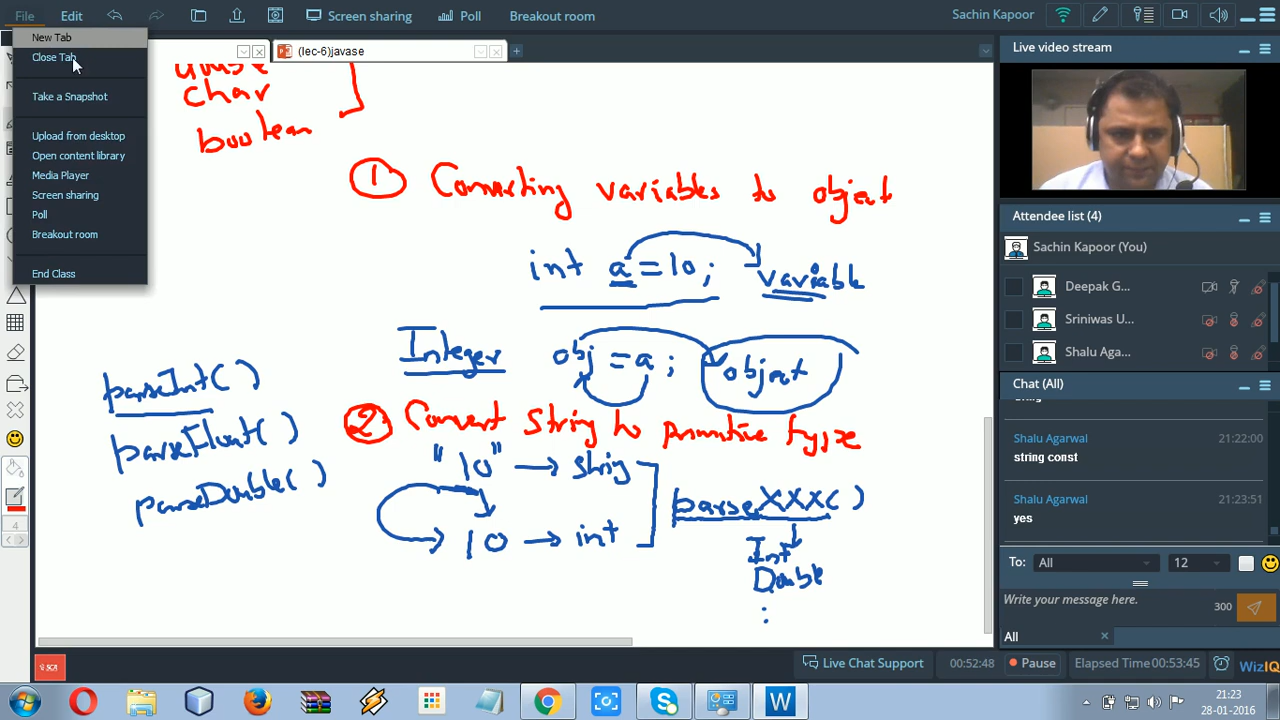 File Edit Screen sharing Poll Breakout room Sachin Kapoor
New Tab
Close Tab
Take a Snapshot
Upload from desktop
Open content library
Media Player
Screen sharing
Poll
Breakout room
End Class
(lec-6)javase
char
boolean
1 Converting variables to object
int a = 10; variable
Integer obj = a; object
parseInt( )
parseFloat( )
parseDouble( )
2. Convert String to primitive type
"10" → strig
10 → int
parseXXX( )
Int
Double
:
Live video stream
Attendee list (4)
Sachin Kapoor (You)
Deepak G...
Sriniwas U...
Shalu Aga...
Chat (All)
Shalu Agarwal 21:22:00
string const
Shalu Agarwal 21:23:51
yes
To: All 12
Write your message here... 300
All
Live Chat Support 00:52:48 Pause Elapsed Time 00:53:45 WizIQ
4
21:23
28-01-2016